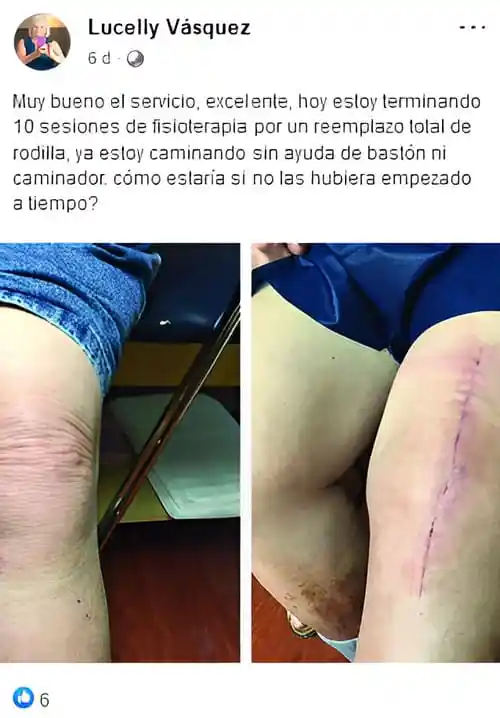 Lucelly Vásquez
6 d ·
Muy bueno el servicio, excelente, hoy estoy terminando
10 sesiones de fisioterapia por un reemplazo total de
rodilla, ya estoy caminando sin ayuda de bastón ni
caminador. cómo estaría si no las hubiera empezado
a tiempo?
6